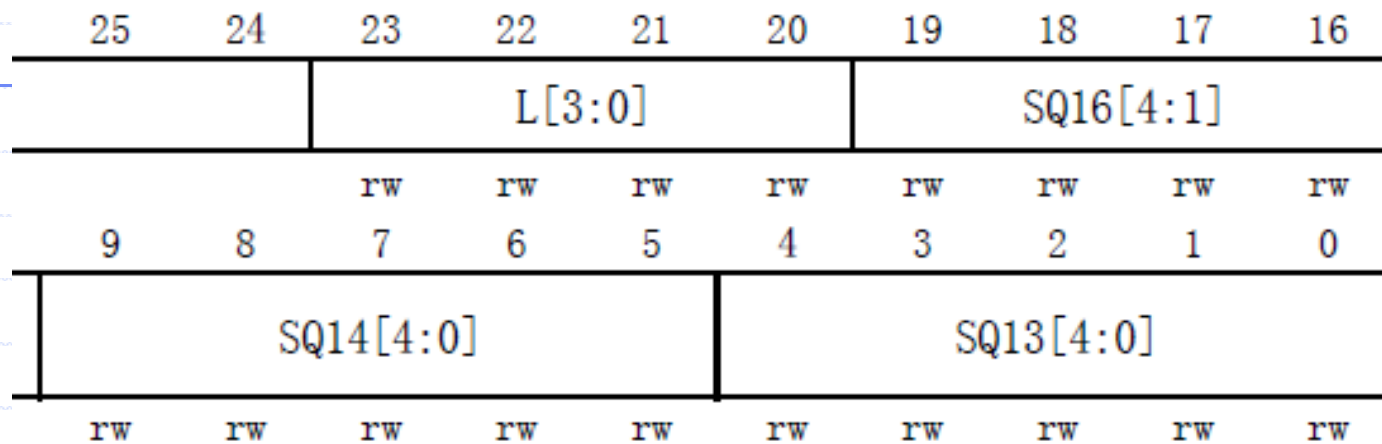 25 24 23 22 21 20 19 18 17 16
L[3:0] SQ16[4:1]
rw rw rw rw rw rw rw rw
9 8 7 6 5 4 3 2 1 0
SQ14[4:0] SQ13[4:0]
rw rw rw rw rw rw rw rw rw rw